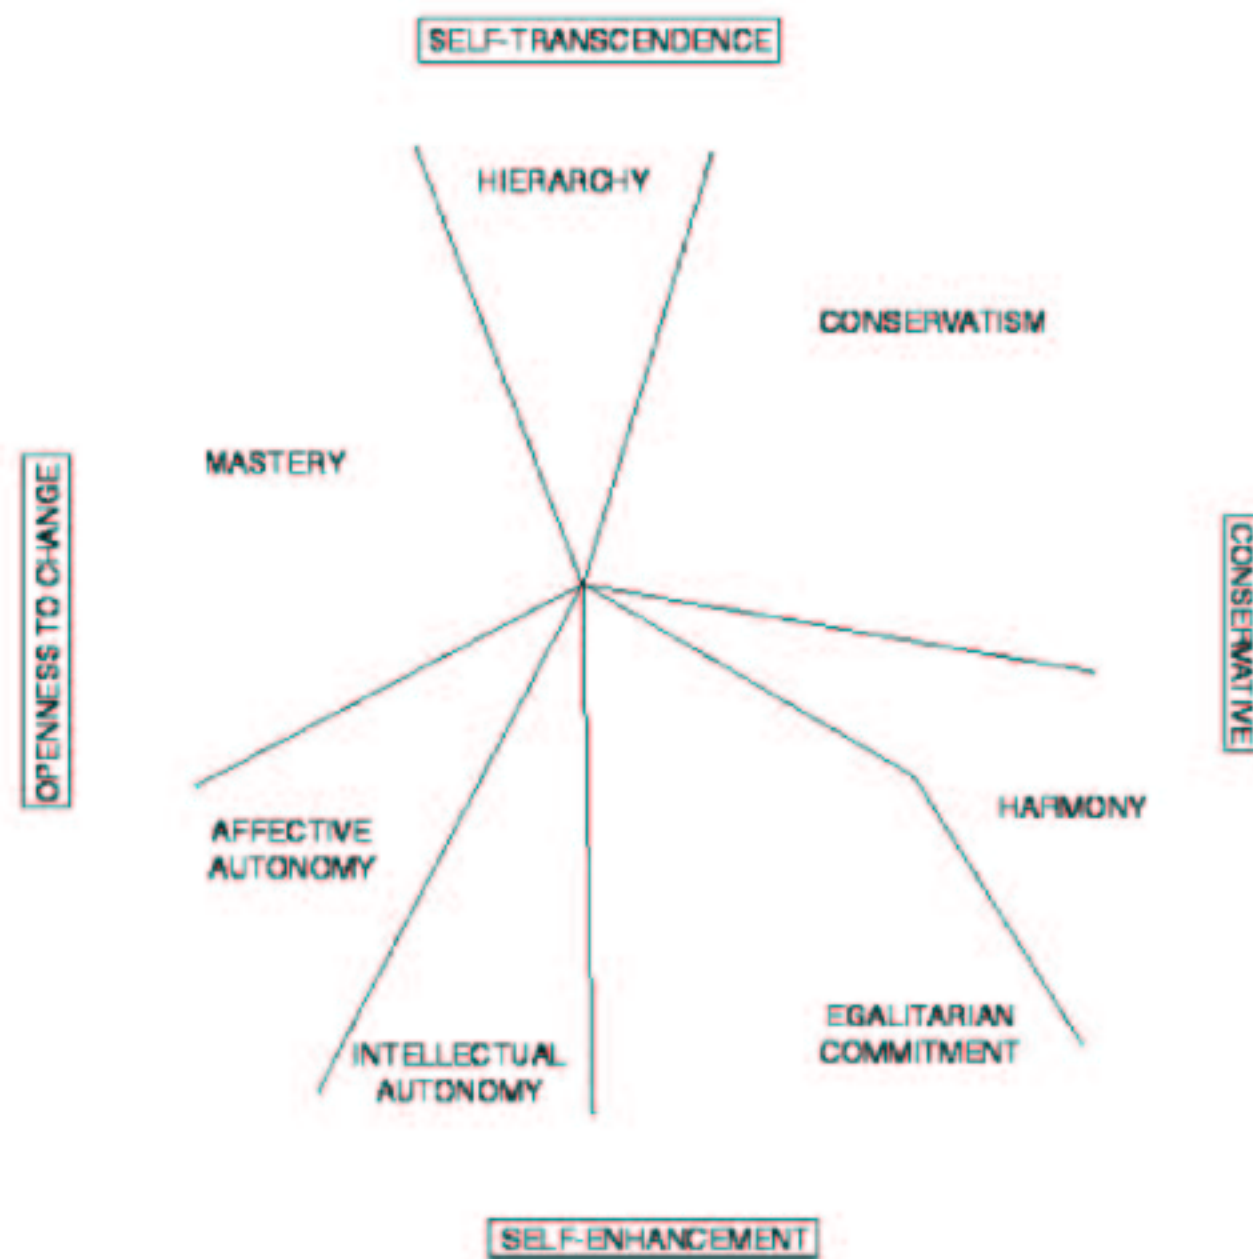 SELF-TRANSCENDENCE
HIERARCHY
CONSERVATISM
MASTERY
OPENNESS TO CHANGE
CONSERVATIVE
HARMONY
AFFECTIVE
AUTONOMY
EGALITARIAN
COMMITMENT
INTELLECTUAL
AUTONOMY
SELF-ENHANCEMENT